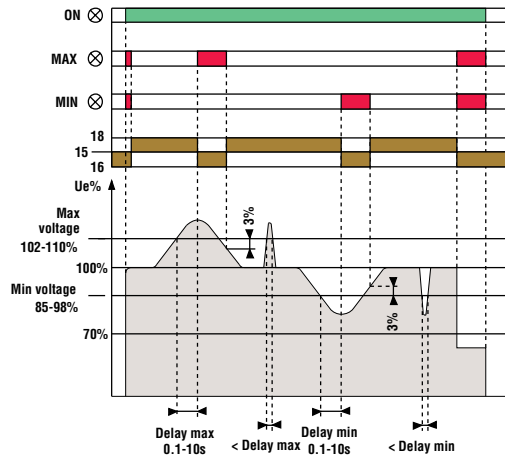 ON
MAX
MIN
18
15
16
Ue%
Max voltage
102-110%
3%
100%
Min voltage
85-98%
3%
70%
Delay max
0,1-10s
< Delay max
Delay min
0,1-10s
< Delay min